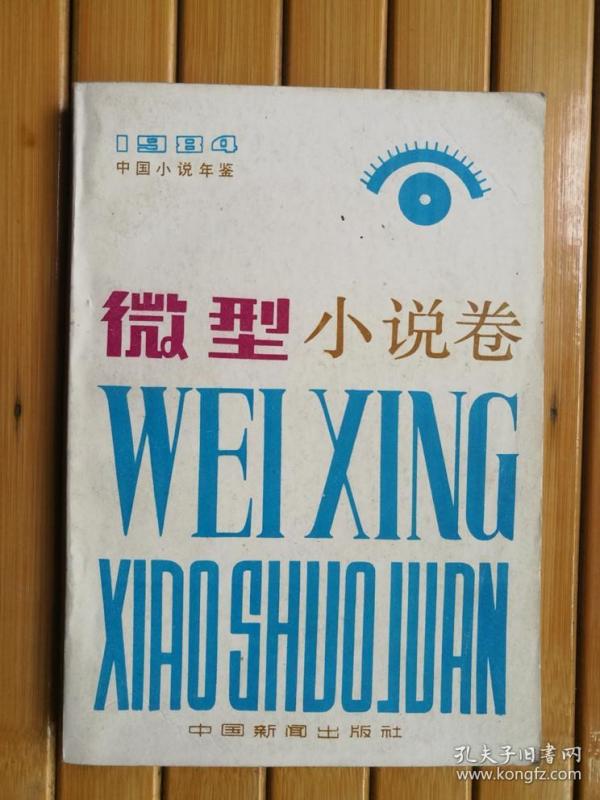 1984
中国小说年鉴
微型小说卷
WEI XING
XIAO SHUO JUAN
中国新闻出版社
孔夫子旧书网
www.kongfz.com